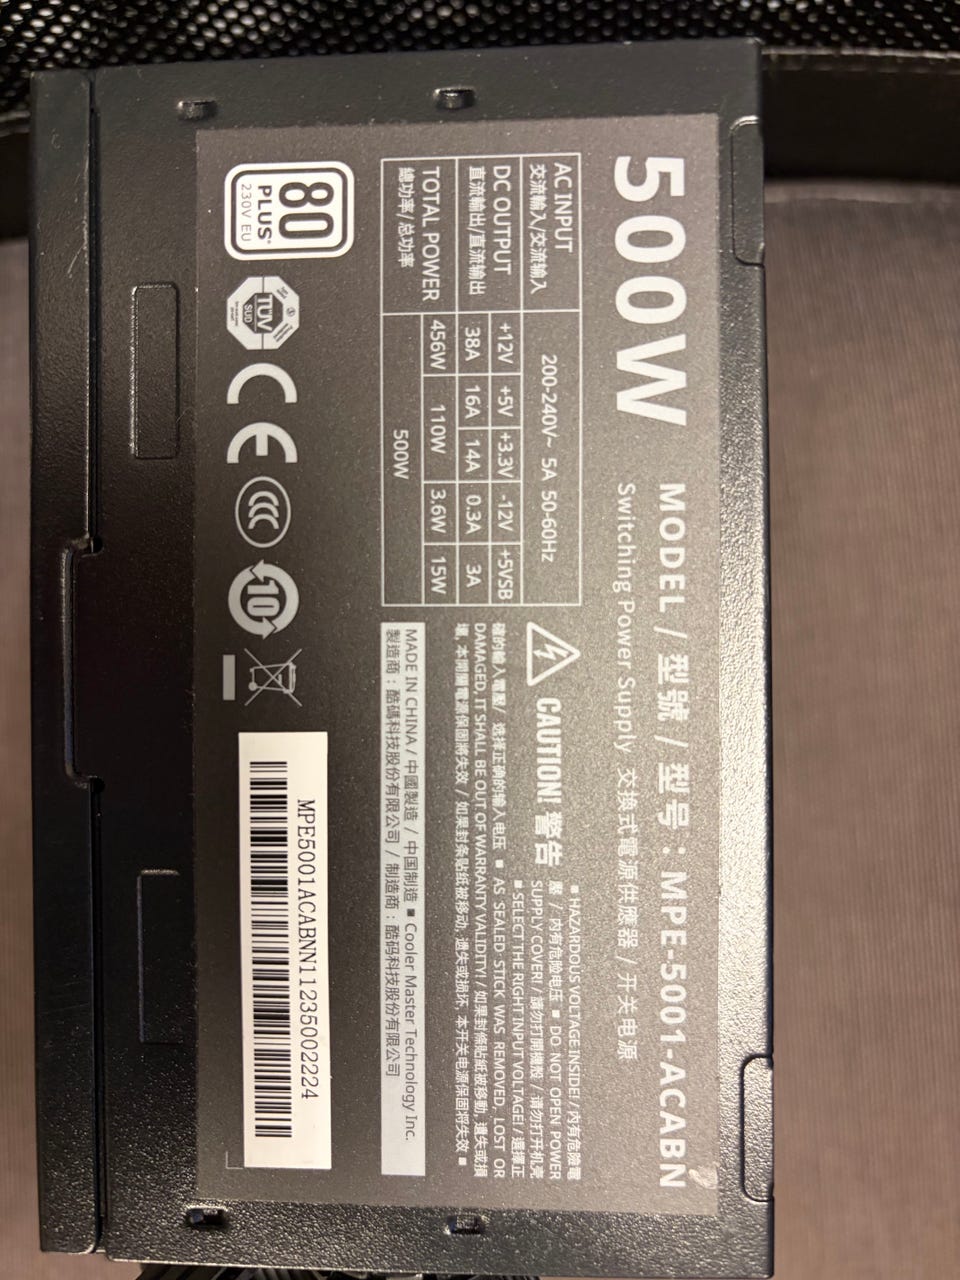 500W
MODEL / 型號 / 型号：MPE-5001-ACABN
Switching Power Supply 交換式電源供應器 / 开关电源
AC INPUT
交流輸入/交流输入
200-240V~ 5A 50-60Hz
DC OUTPUT
直流輸出/直流输出
+12V +5V +3.3V -12V +5VSB
38A 16A 14A 0.3A 3A
TOTAL POWER
總功率/总功率
456W 110W 3.6W 15W
500W
CAUTION! 警告
■ HAZARDOUS VOLTAGE INSIDE! / 內有危險電
壓 / 内有危险电压 ■ DO NOT OPEN POWER
SUPPLY COVER! / 請勿打開機殼 / 请勿打开机壳
■ SELECT THE RIGHT INPUT VOLTAGE! / 選擇正
確的輸入電壓/ 选择正确的输入电压 ■ AS SEALED STICK WAS REMOVED, LOST OR
DAMAGED, IT SHALL BE OUT OF WARRANTY VALIDITY! / 如果封條貼紙被移動, 遺失或損
壞, 本開關電源保固將失效 / 如果封条贴纸被移动, 遗失或损坏, 本开关电源保固将失效 ■
MADE IN CHINA / 中國製造 / 中国制造 ■ Cooler Master Technology Inc.
製造商：酷碼科技股份有限公司 / 制造商：酷码科技股份有限公司
80
PLUS®
230V EU
TÜV
SÜD
CE
CCC
10
MPE5001ACABNN11235002224